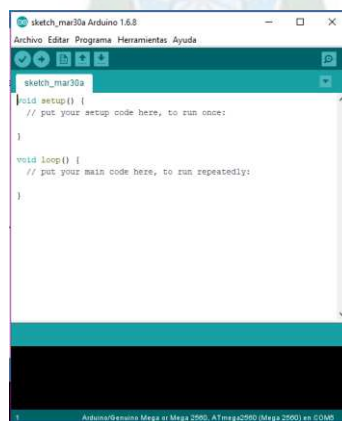 sketch_mar30a Arduino 1.6.8
Archivo Editar Programa Herramientas Ayuda
sketch_mar30a
void setup() {
// put your setup code here, to run once:
}
void loop() {
// put your main code here, to run repeatedly:
}
1 Arduino/Genuino Mega or Mega 2560, ATmega2560 (Mega 2560) en COM5